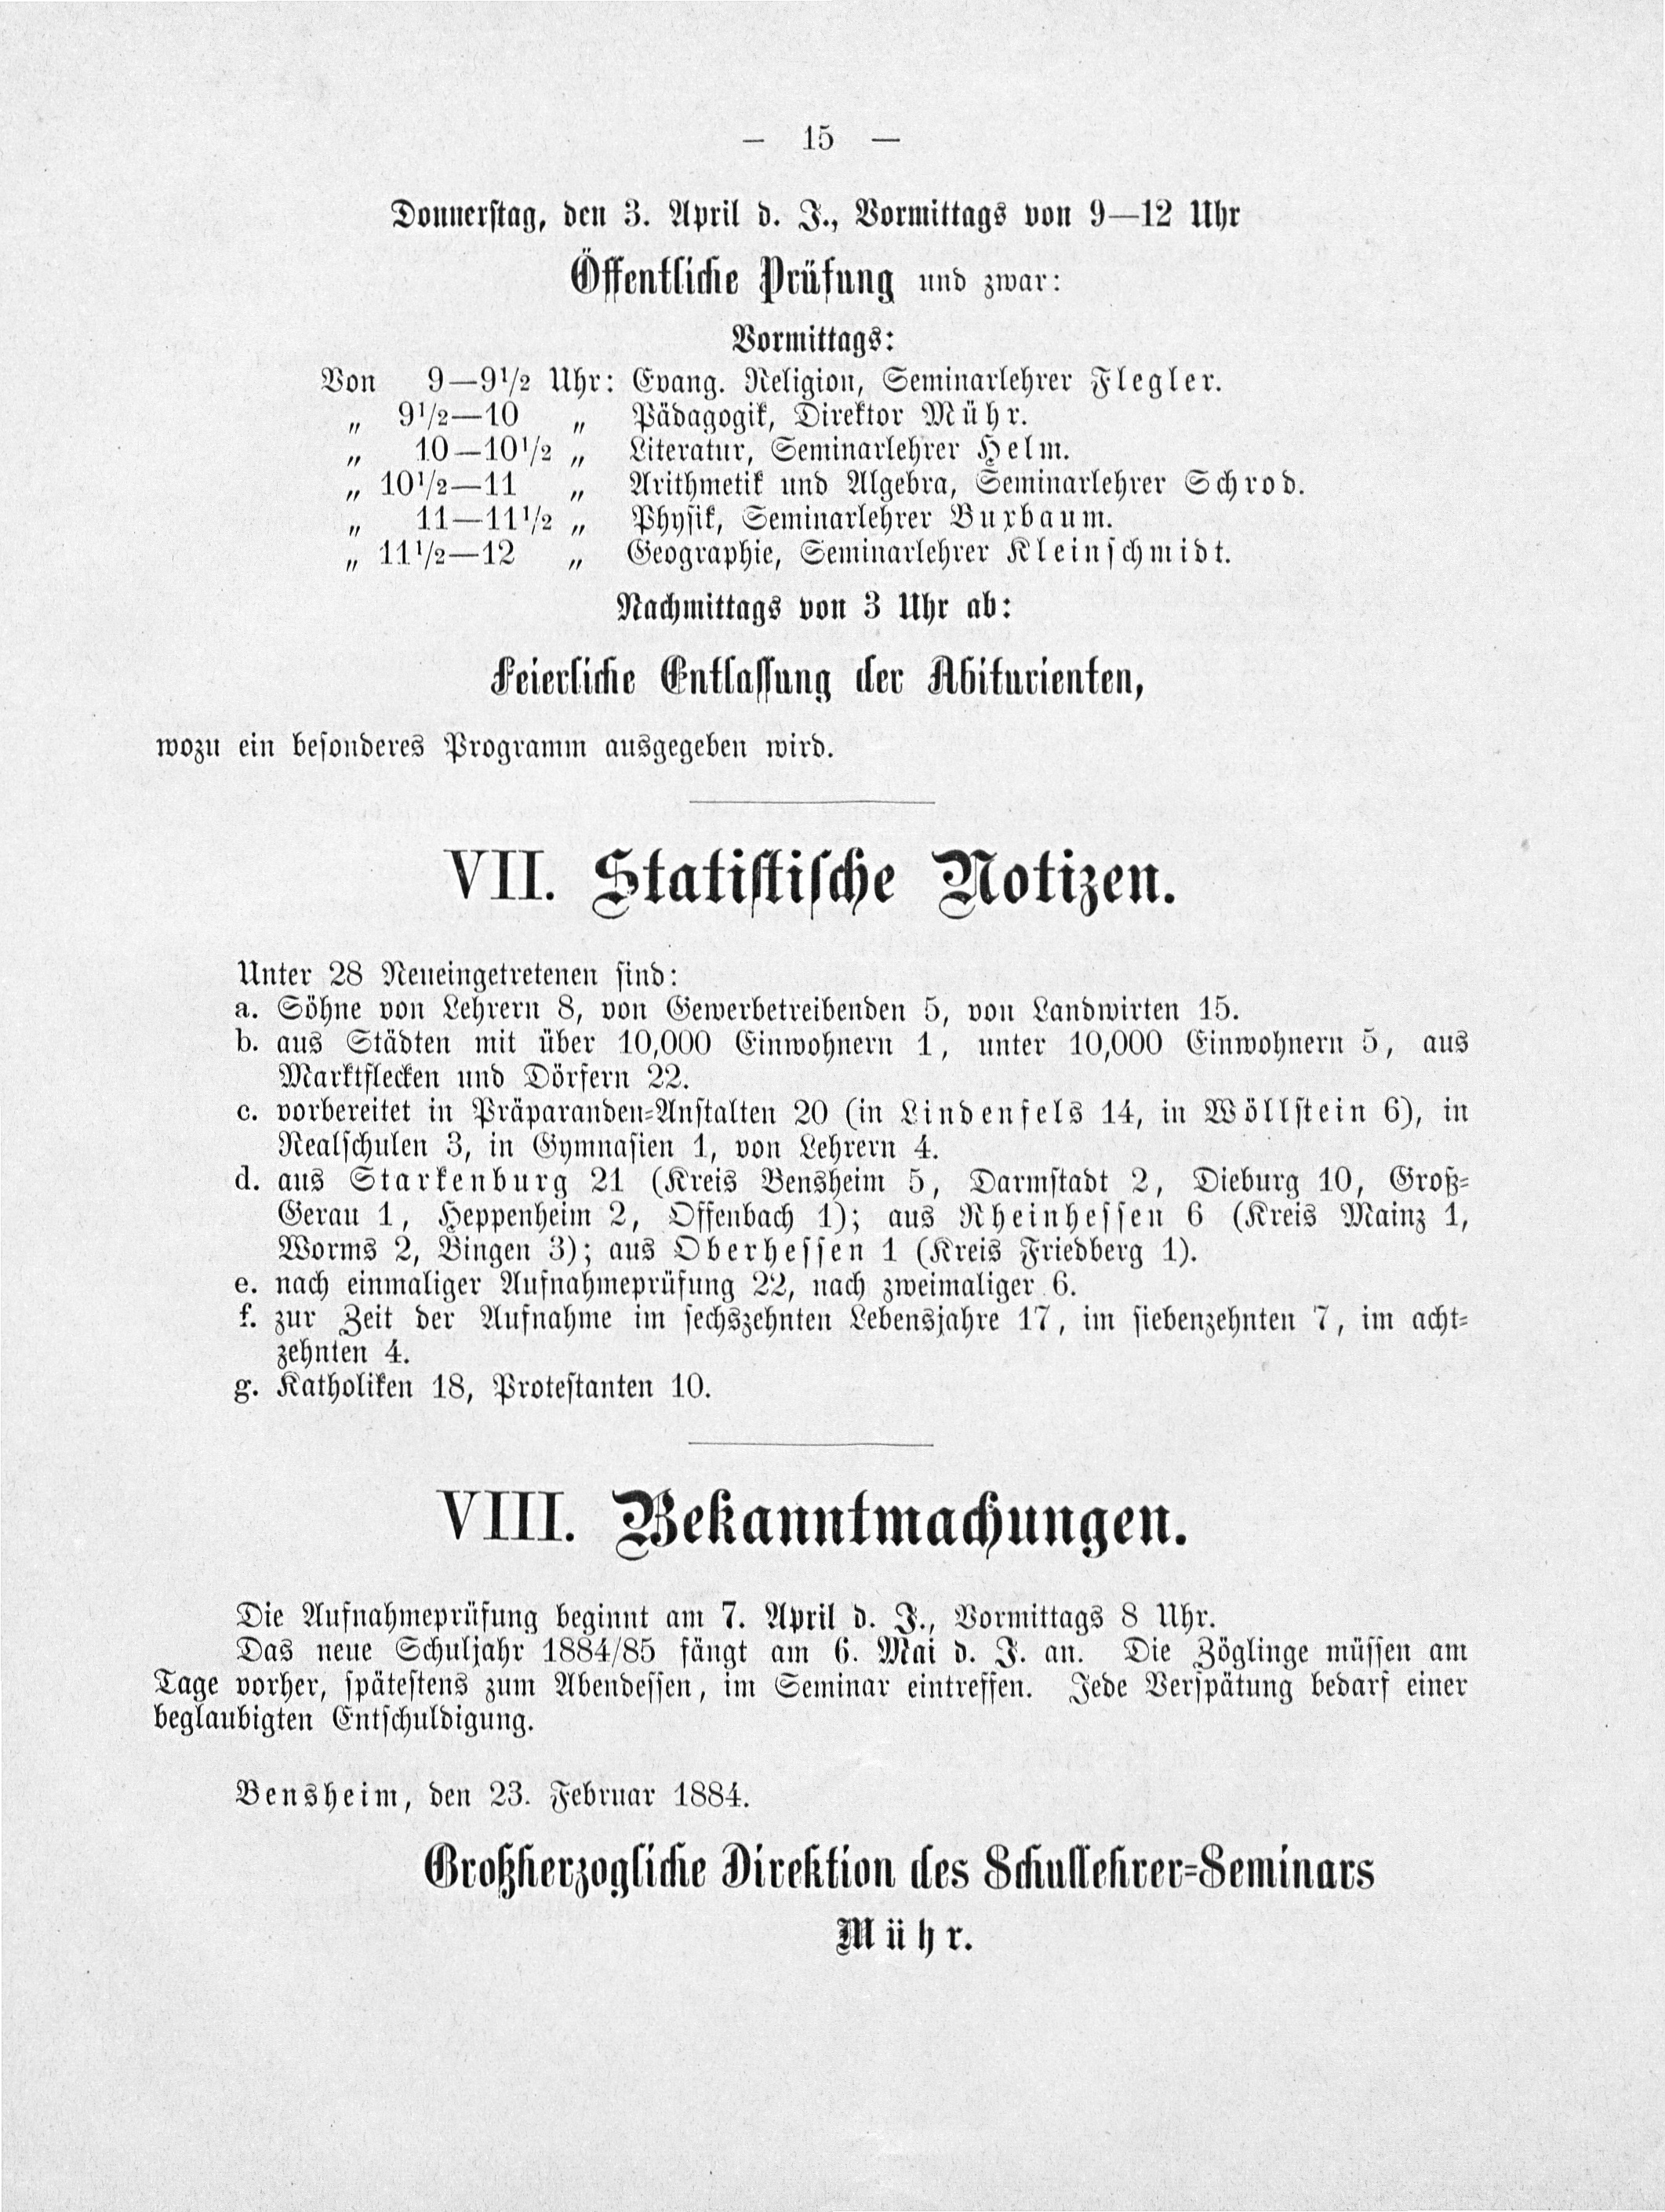 — 15 —
Donnerstag, den 3. April d. J., Vormittags von 9—12 Uhr
Öffentliche Prüfung und zwar:
Vormittags:
Von 9—9½ Uhr: Evang. Religion, Seminarlehrer Flegler.
„ 9½—10 „ Pädagogik, Direktor Mühr.
„ 10—10½ „ Literatur, Seminarlehrer Helm.
„ 10½—11 „ Arithmetik und Algebra, Seminarlehrer Schrod.
„ 11—11½ „ Physik, Seminarlehrer Buxbaum.
„ 11½—12 „ Geographie, Seminarlehrer Kleinschmidt.
Nachmittags von 3 Uhr ab:
Feierliche Entlassung der Abiturienten,
wozu ein besonderes Programm ausgegeben wird.
VII. Statistische Notizen.
Unter 28 Neueingetretenen sind:
a. Söhne von Lehrern 8, von Gewerbetreibenden 5, von Landwirten 15.
b. aus Städten mit über 10,000 Einwohnern 1, unter 10,000 Einwohnern 5, aus
Marktflecken und Dörfern 22.
c. vorbereitet in Präparanden-Anstalten 20 (in Lindenfels 14, in Wöllstein 6), in
Realschulen 3, in Gymnasien 1, von Lehrern 4.
d. aus Starkenburg 21 (Kreis Bensheim 5, Darmstadt 2, Dieburg 10, Groß-
Gerau 1, Heppenheim 2, Offenbach 1); aus Rheinhessen 6 (Kreis Mainz 1,
Worms 2, Bingen 3); aus Oberhessen 1 (Kreis Friedberg 1).
e. nach einmaliger Aufnahmeprüfung 22, nach zweimaliger 6.
f. zur Zeit der Aufnahme im sechszehnten Lebensjahre 17, im siebenzehnten 7, im acht-
zehnten 4.
g. Katholiken 18, Protestanten 10.
VIII. Bekanntmachungen.
Die Aufnahmeprüfung beginnt am 7. April d. J., Vormittags 8 Uhr.
Das neue Schuljahr 1884/85 fängt am 6. Mai d. J. an. Die Zöglinge müssen am
Tage vorher, spätestens zum Abendessen, im Seminar eintreffen. Jede Verspätung bedarf einer
beglaubigten Entschuldigung.
Bensheim, den 23. Februar 1884.
Großherzogliche Direktion des Schullehrer-Seminars
Mühr.